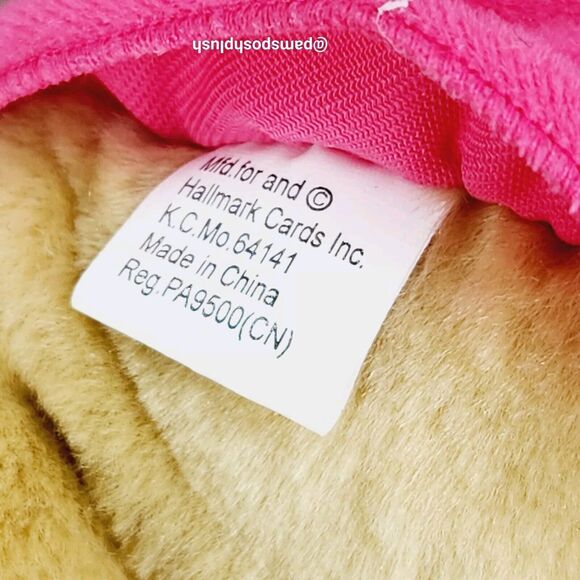 @pamsposhplush
Mfd.for and ©
Hallmark Cards Inc.
K.C.Mo.64141
Made in China
Reg.PA9500(CN)